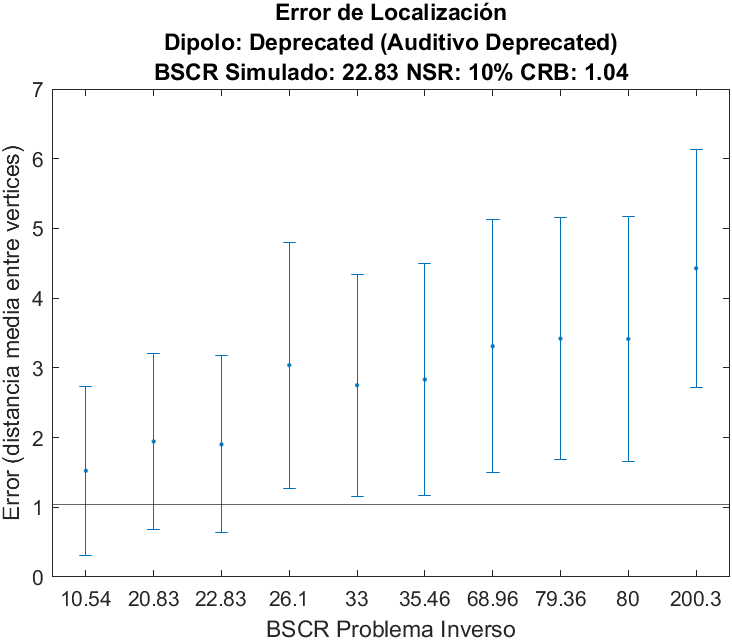 Error de Localización
Dipolo: Deprecated (Auditivo Deprecated)
BSCR Simulado: 22.83 NSR: 10% CRB: 1.04
Error (distancia media entre vertices)
7
6
5
4
3
2
1
0
10.54 20.83 22.83 26.1 33 35.46 68.96 79.36 80 200.3
BSCR Problema Inverso